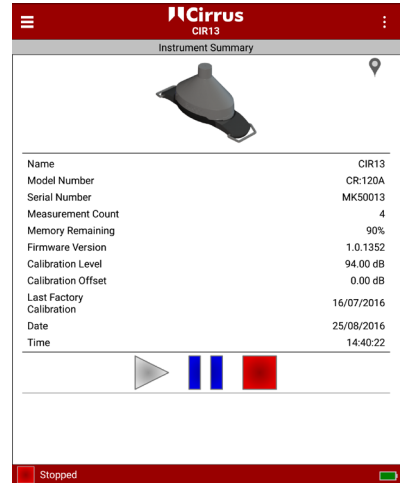 Cirrus
CIR13
Instrument Summary
Name CIR13
Model Number CR:120A
Serial Number MK50013
Measurement Count 4
Memory Remaining 90%
Firmware Version 1.0.1352
Calibration Level 94.00 dB
Calibration Offset 0.00 dB
Last Factory
Calibration 16/07/2016
Date 25/08/2016
Time 14:40:22
Stopped